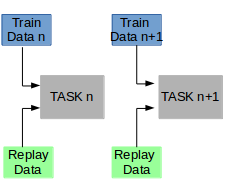 Train
Data n
Train
Data n+1
TASK n
TASK n+1
Replay
Data
Replay
Data